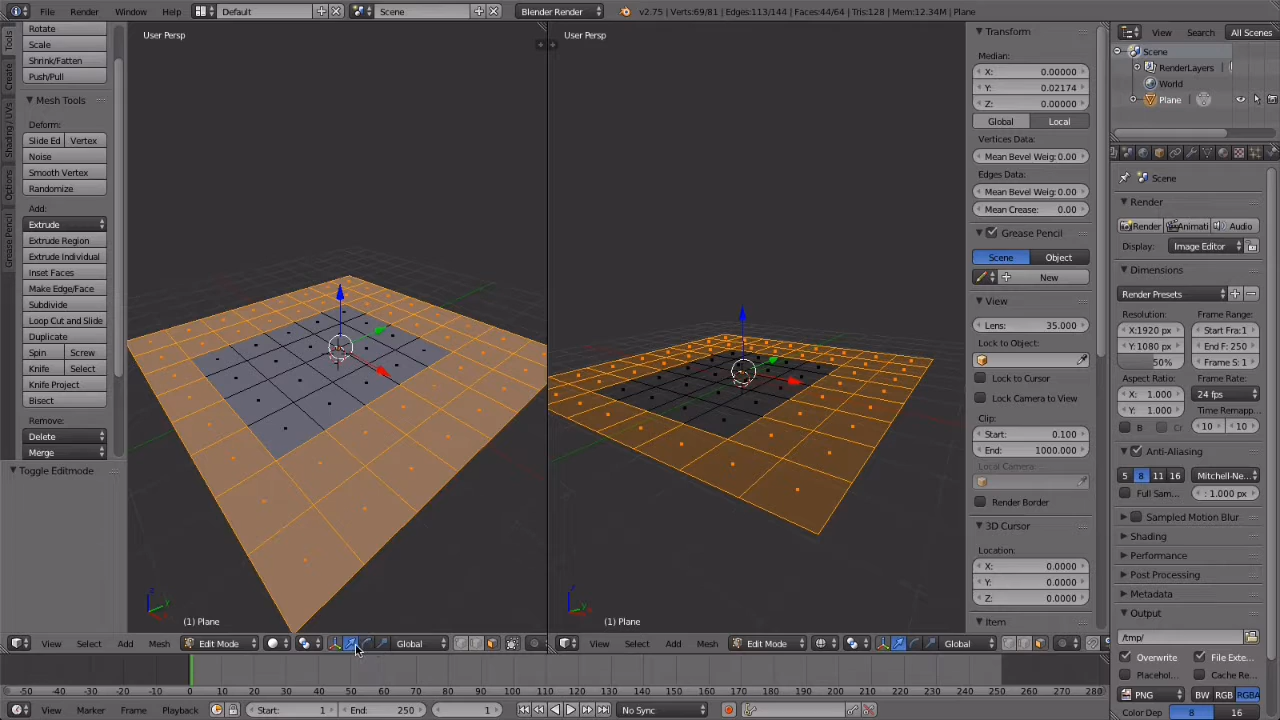 File Render Window Help Default Scene Blender Render v2.75 | Verts:69/81 | Edges:113/144 | Faces:44/64 | Tris:128 | Mem:12.34M | Plane
Tools
Create
Shading / UVs
Options
Grease Pencil
Rotate
Scale
Shrink/Fatten
Push/Pull
Mesh Tools
Deform:
Slide Ed Vertex
Noise
Smooth Vertex
Randomize
Add:
Extrude
Extrude Region
Extrude Individual
Inset Faces
Make Edge/Face
Subdivide
Loop Cut and Slide
Duplicate
Spin Screw
Knife Select
Knife Project
Bisect
Remove:
Delete
Merge
Toggle Editmode
User Persp
(1) Plane
View Select Add Mesh Edit Mode Global
User Persp
(1) Plane
View Select Add Mesh Edit Mode Global
Transform
Median:
X: 0.00000
Y: 0.02174
Z: 0.00000
Global Local
Vertices Data:
Mean Bevel Weig: 0.00
Edges Data:
Mean Bevel Weig: 0.00
Mean Crease: 0.00
Grease Pencil
Scene Object
New
View
Lens: 35.000
Lock to Object:
Lock to Cursor
Lock Camera to View
Clip:
Start: 0.100
End: 1000.000
Local Camera:
Render Border
3D Cursor
Location:
X: 0.0000
Y: 0.0000
Z: 0.0000
Item
View Search All Scenes
Scene
RenderLayers
World
Plane
Scene
Render
Render Animati Audio
Display: Image Editor
Dimensions
Render Presets
Resolution: Frame Range:
X:1920 px Start Fra:1
Y:1080 px End F: 250
50% Frame S: 1
Aspect Ratio: Frame Rate:
X: 1.000 24 fps
Y: 1.000 Time Remapp...
B Cr 10 10
Anti-Aliasing
5 8 11 16 Mitchell-Ne...
Full Sam... : 1.000 px
Sampled Motion Blur
Shading
Performance
Post Processing
Metadata
Output
/tmp/
Overwrite File Exte...
Placehol... Cache Re...
PNG BW RGB RGBA
Color Dep 8 16
-50 -40 -30 -20 -10 0 10 20 30 40 50 60 70 80 90 100 110 120 130 140 150 160 170 180 190 200 210 220 230 240 250 260 270 280
View Marker Frame Playback Start: 1 End: 250 1 No Sync